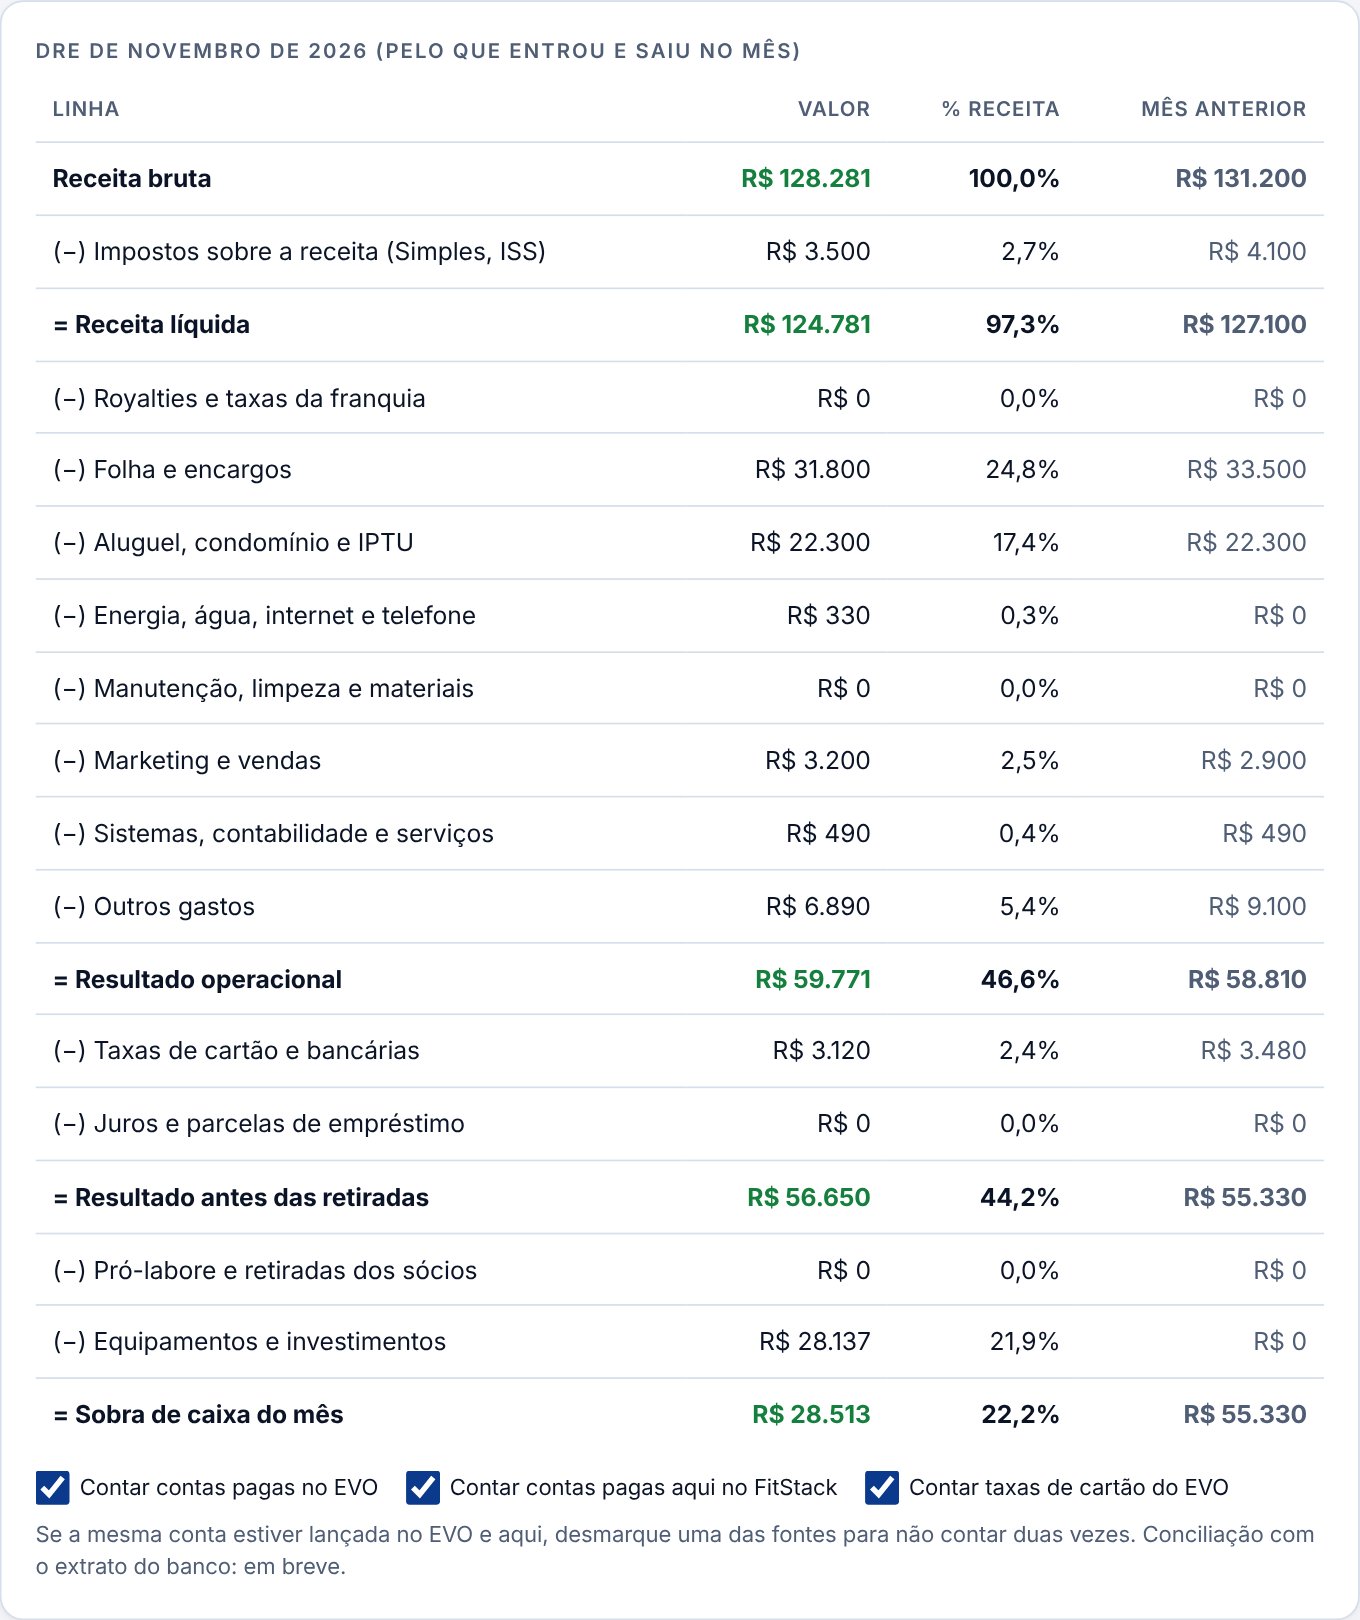 DRE DE NOVEMBRO DE 2026 (PELO QUE ENTROU E SAIU NO MÊS)
LINHA VALOR % RECEITA MÊS ANTERIOR
Receita bruta R$ 128.281 100,0% R$ 131.200
(−) Impostos sobre a receita (Simples, ISS) R$ 3.500 2,7% R$ 4.100
= Receita líquida R$ 124.781 97,3% R$ 127.100
(−) Royalties e taxas da franquia R$ 0 0,0% R$ 0
(−) Folha e encargos R$ 31.800 24,8% R$ 33.500
(−) Aluguel, condomínio e IPTU R$ 22.300 17,4% R$ 22.300
(−) Energia, água, internet e telefone R$ 330 0,3% R$ 0
(−) Manutenção, limpeza e materiais R$ 0 0,0% R$ 0
(−) Marketing e vendas R$ 3.200 2,5% R$ 2.900
(−) Sistemas, contabilidade e serviços R$ 490 0,4% R$ 490
(−) Outros gastos R$ 6.890 5,4% R$ 9.100
= Resultado operacional R$ 59.771 46,6% R$ 58.810
(−) Taxas de cartão e bancárias R$ 3.120 2,4% R$ 3.480
(−) Juros e parcelas de empréstimo R$ 0 0,0% R$ 0
= Resultado antes das retiradas R$ 56.650 44,2% R$ 55.330
(−) Pró-labore e retiradas dos sócios R$ 0 0,0% R$ 0
(−) Equipamentos e investimentos R$ 28.137 21,9% R$ 0
= Sobra de caixa do mês R$ 28.513 22,2% R$ 55.330
Contar contas pagas no EVO Contar contas pagas aqui no FitStack Contar taxas de cartão do EVO
Se a mesma conta estiver lançada no EVO e aqui, desmarque uma das fontes para não contar duas vezes. Conciliação com
o extrato do banco: em breve.